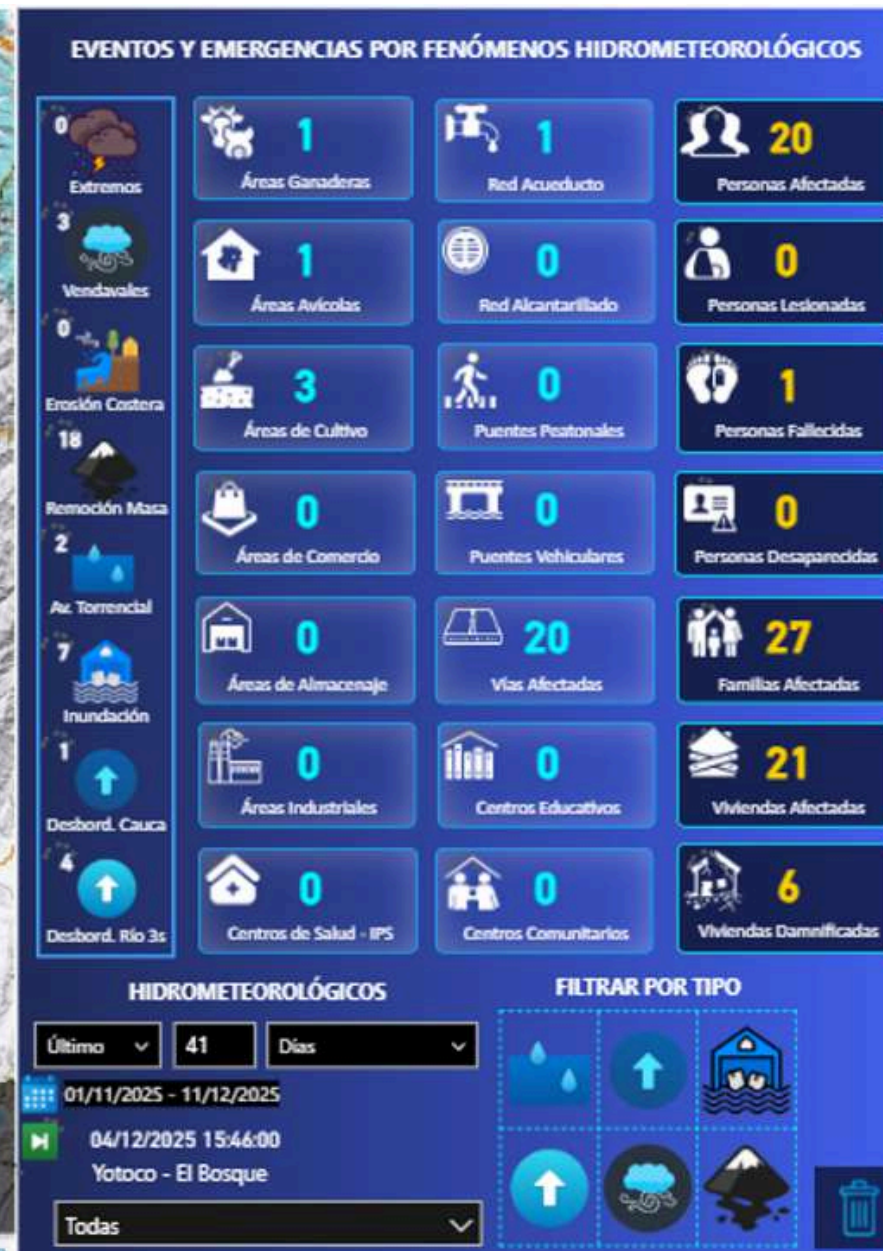 EVENTOS Y EMERGENCIAS POR FENÓMENOS HIDROMETEOROLÓGICOS
0
Extremos
3
Vendavales
0
Erosión Costera
18
Remoción Masa
2
Av. Torrencial
7
Inundación
1
Desbord. Cauca
4
Desbord. Río 3s
1
Áreas Ganaderas
1
Áreas Avícolas
3
Áreas de Cultivo
0
Áreas de Comercio
0
Áreas de Almacenaje
0
Áreas Industriales
0
Centros de Salud - IPS
1
Red Acueducto
0
Red Alcantarillado
0
Puentes Peatonales
0
Puentes Vehiculares
20
Vías Afectadas
0
Centros Educativos
0
Centros Comunitarios
20
Personas Afectadas
0
Personas Lesionadas
1
Personas Fallecidas
0
Personas Desaparecidas
27
Familias Afectadas
21
Viviendas Afectadas
6
Viviendas Damnificadas
HIDROMETEOROLÓGICOS
Último 41 Días
01/11/2025 - 11/12/2025
04/12/2025 15:46:00
Yotoco - El Bosque
Todas
FILTRAR POR TIPO